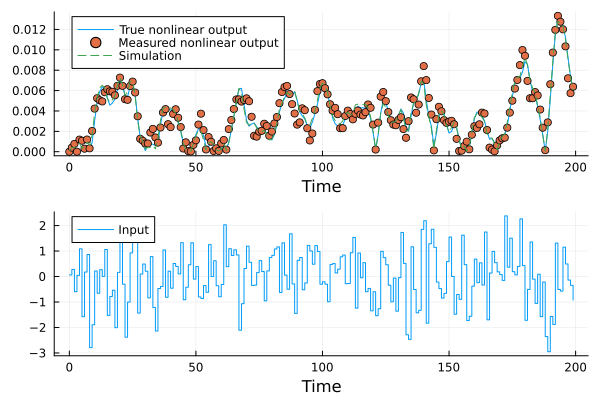 True nonlinear output
Measured nonlinear output
Simulation
0.012
0.010
0.008
0.006
0.004
0.002
0.000
0 50 100 150 200
Time
Input
2
1
0
−1
−2
−3
0 50 100 150 200
Time